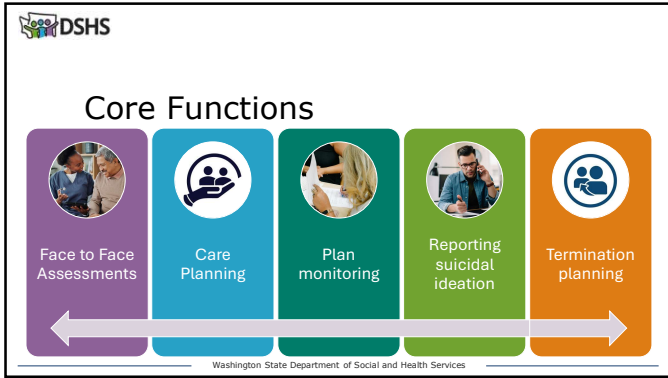 DSHS
Core Functions
Face to Face
Assessments
Care
Planning
Plan
monitoring
Reporting
suicidal
ideation
Termination
planning
Washington State Department of Social and Health Services